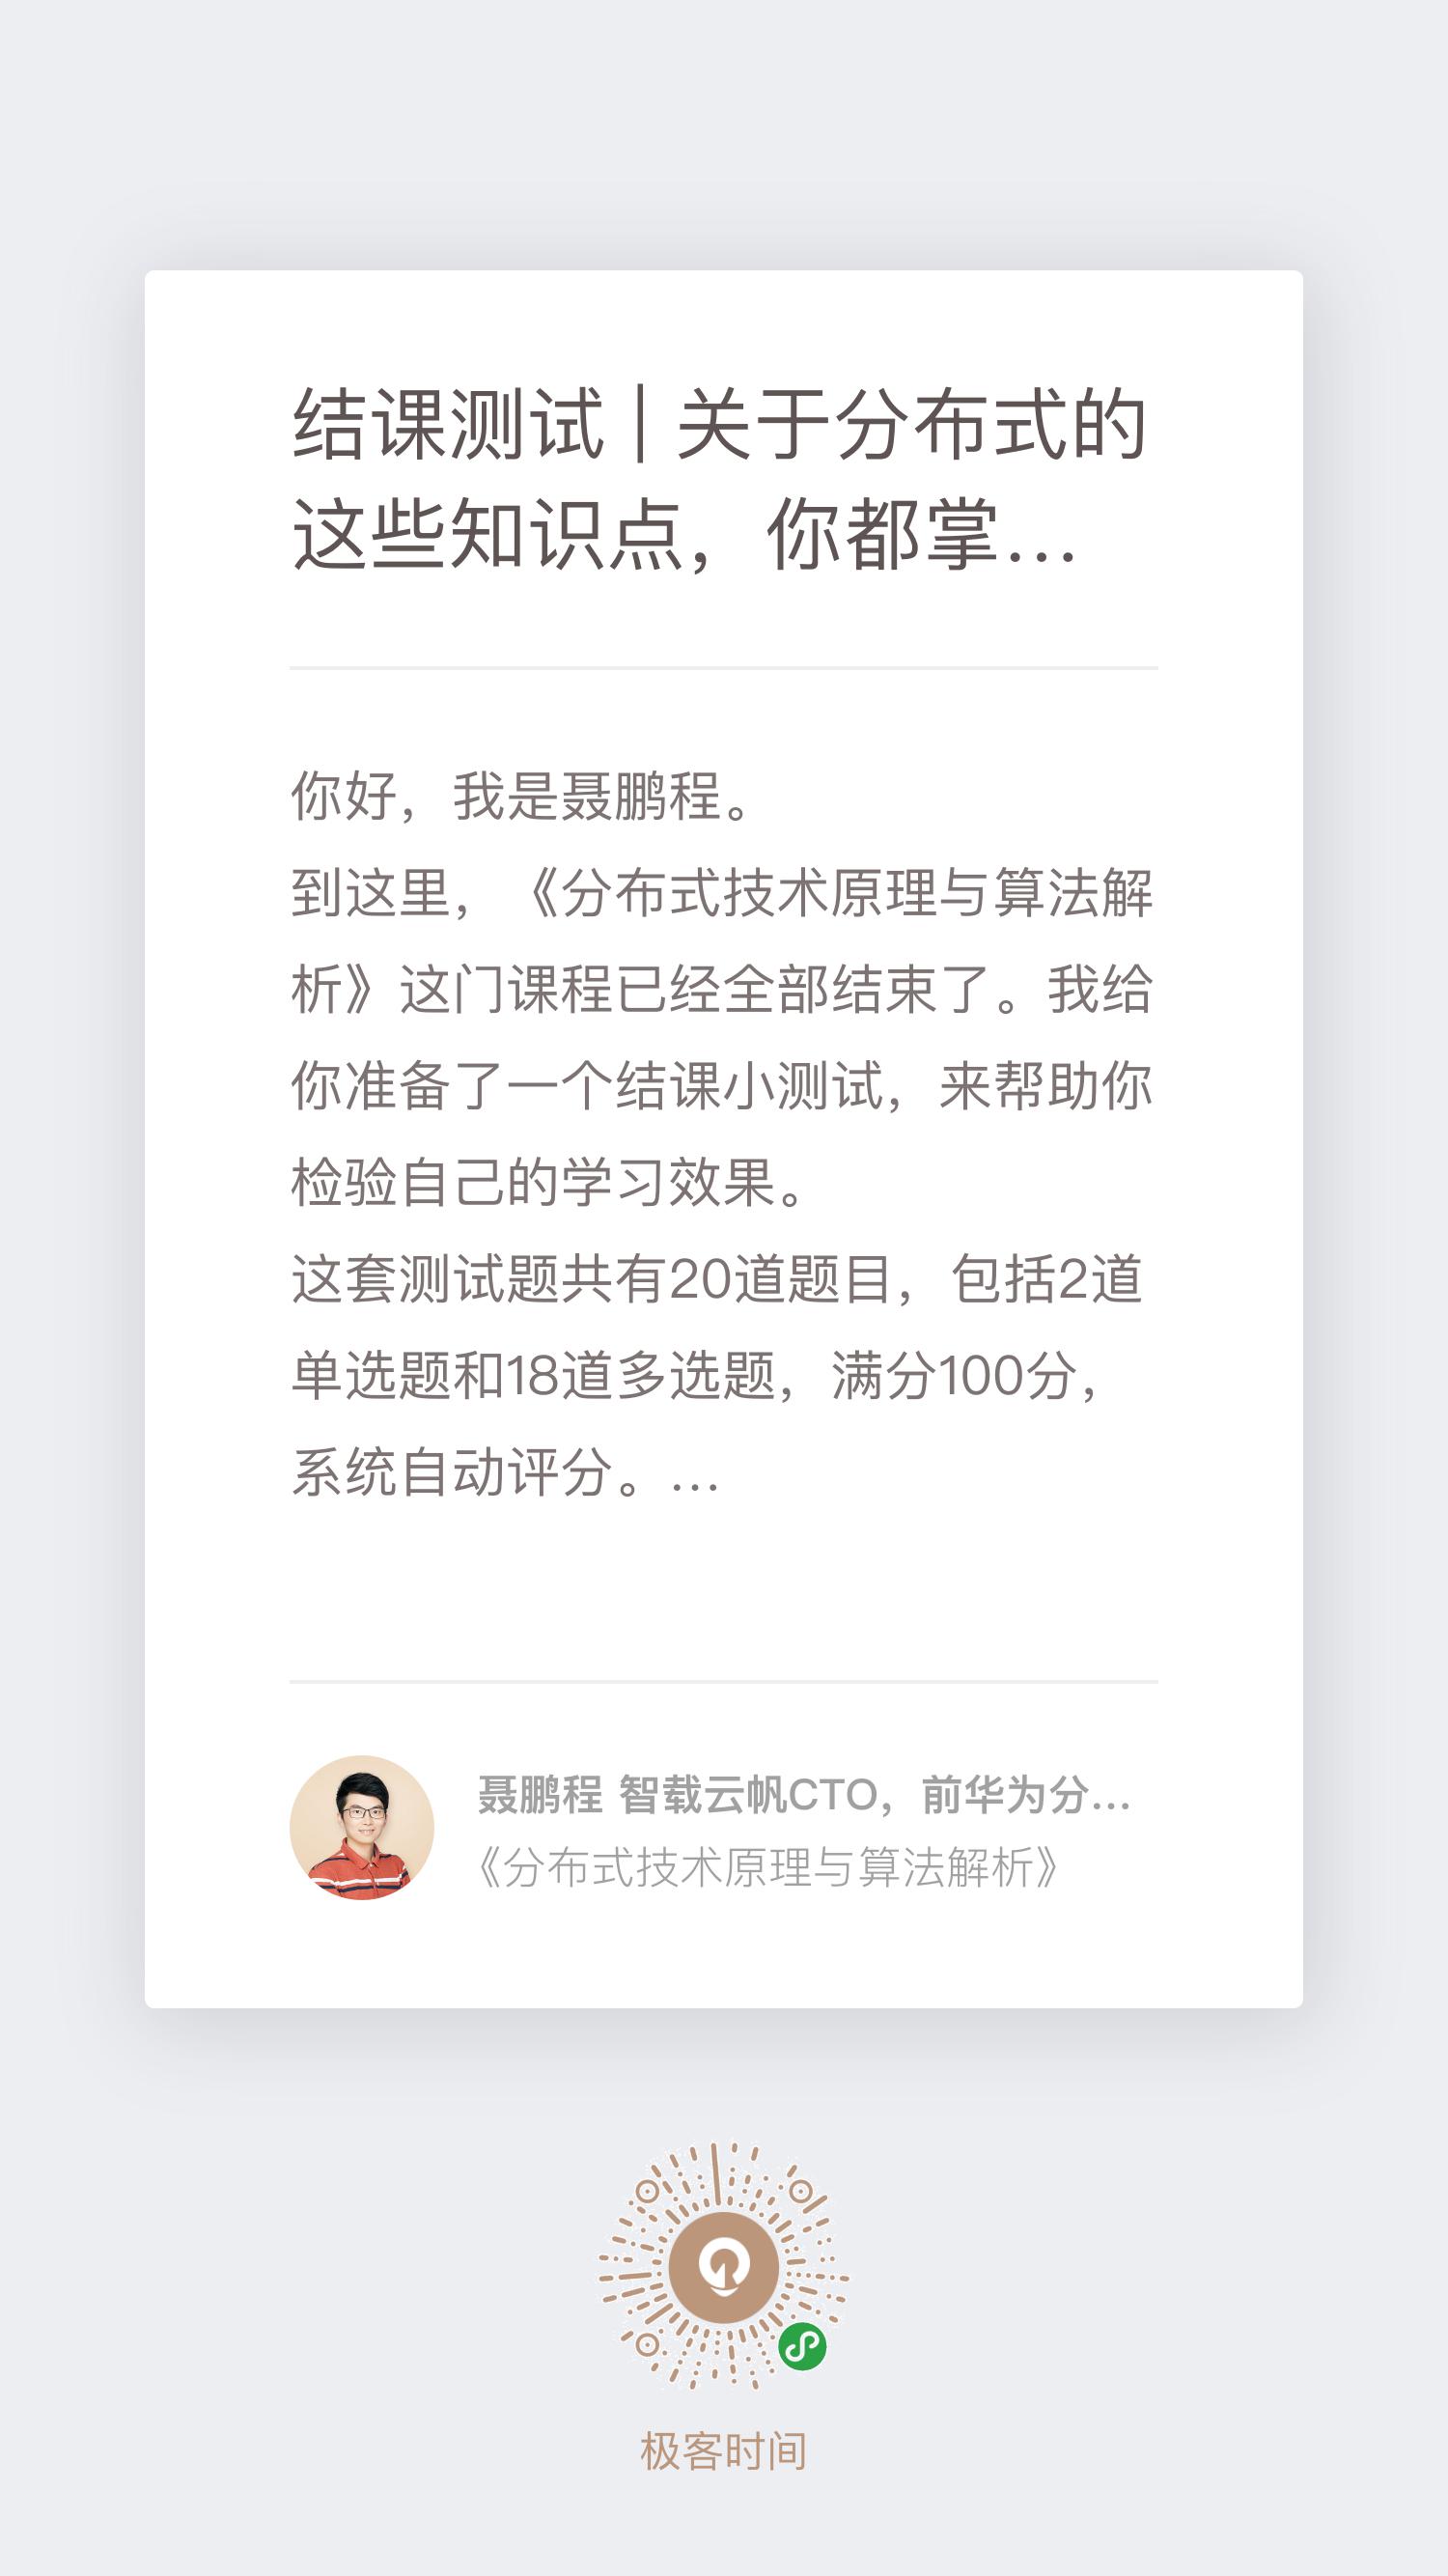 结课测试 | 关于分布式的
这些知识点，你都掌...
你好，我是聂鹏程。
到这里，《分布式技术原理与算法解
析》这门课程已经全部结束了。我给
你准备了一个结课小测试，来帮助你
检验自己的学习效果。
这套测试题共有20道题目，包括2道
单选题和18道多选题，满分100分，
系统自动评分。...
聂鹏程 智载云帆CTO，前华为分...
《分布式技术原理与算法解析》
极客时间